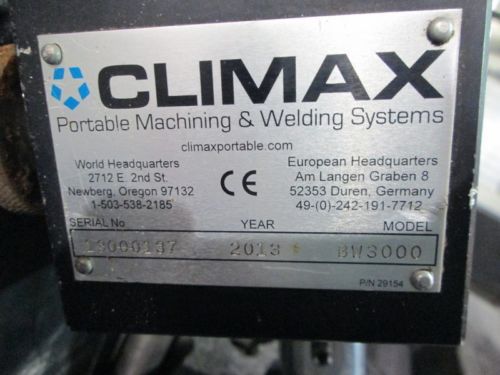 CLIMAX
Portable Machining & Welding Systems
climaxportable.com
World Headquarters
2712 E. 2nd St.
Newberg, Oregon 97132
1-503-538-2185
CE
European Headquarters
Am Langen Graben 8
52353 Duren, Germany
49-(0)-242-191-7712
SERIAL No YEAR MODEL
13000137 2013 BW3000
P/N 29154